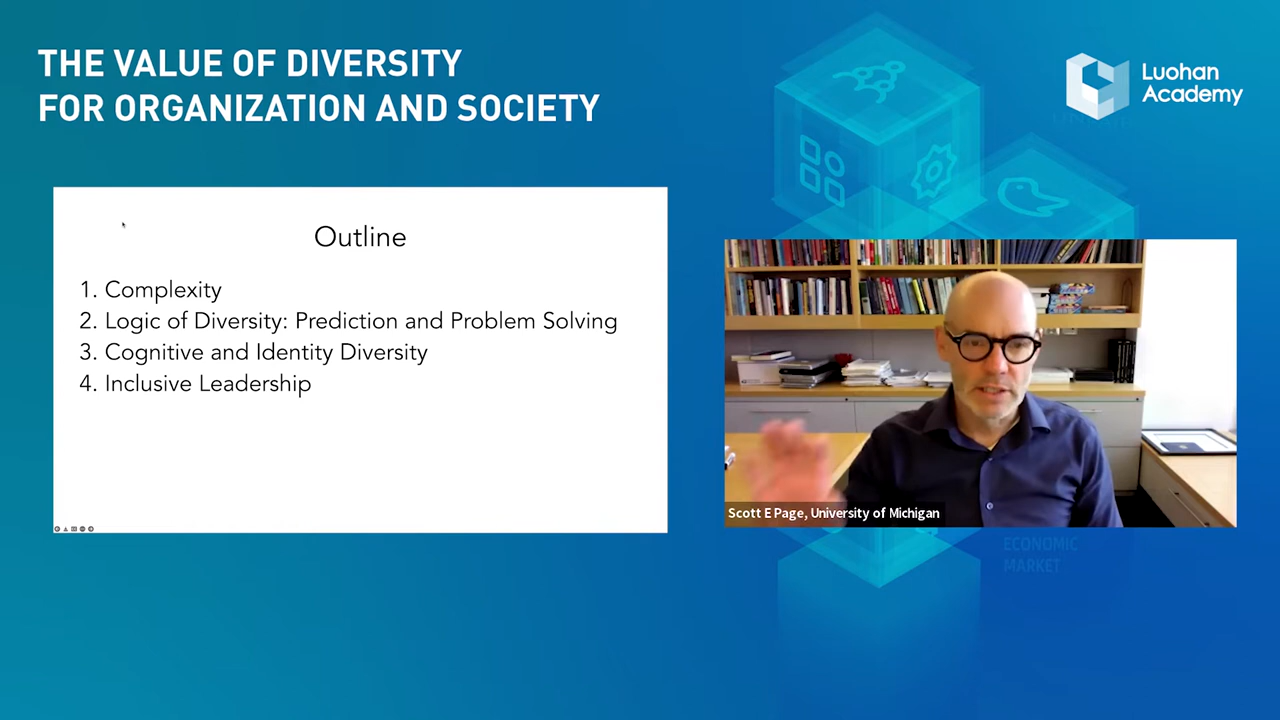 THE VALUE OF DIVERSITY
FOR ORGANIZATION AND SOCIETY
Luohan
Academy
Outline
1. Complexity
2. Logic of Diversity: Prediction and Problem Solving
3. Cognitive and Identity Diversity
4. Inclusive Leadership
Scott E Page, University of Michigan
ECONOMIC
MARKET